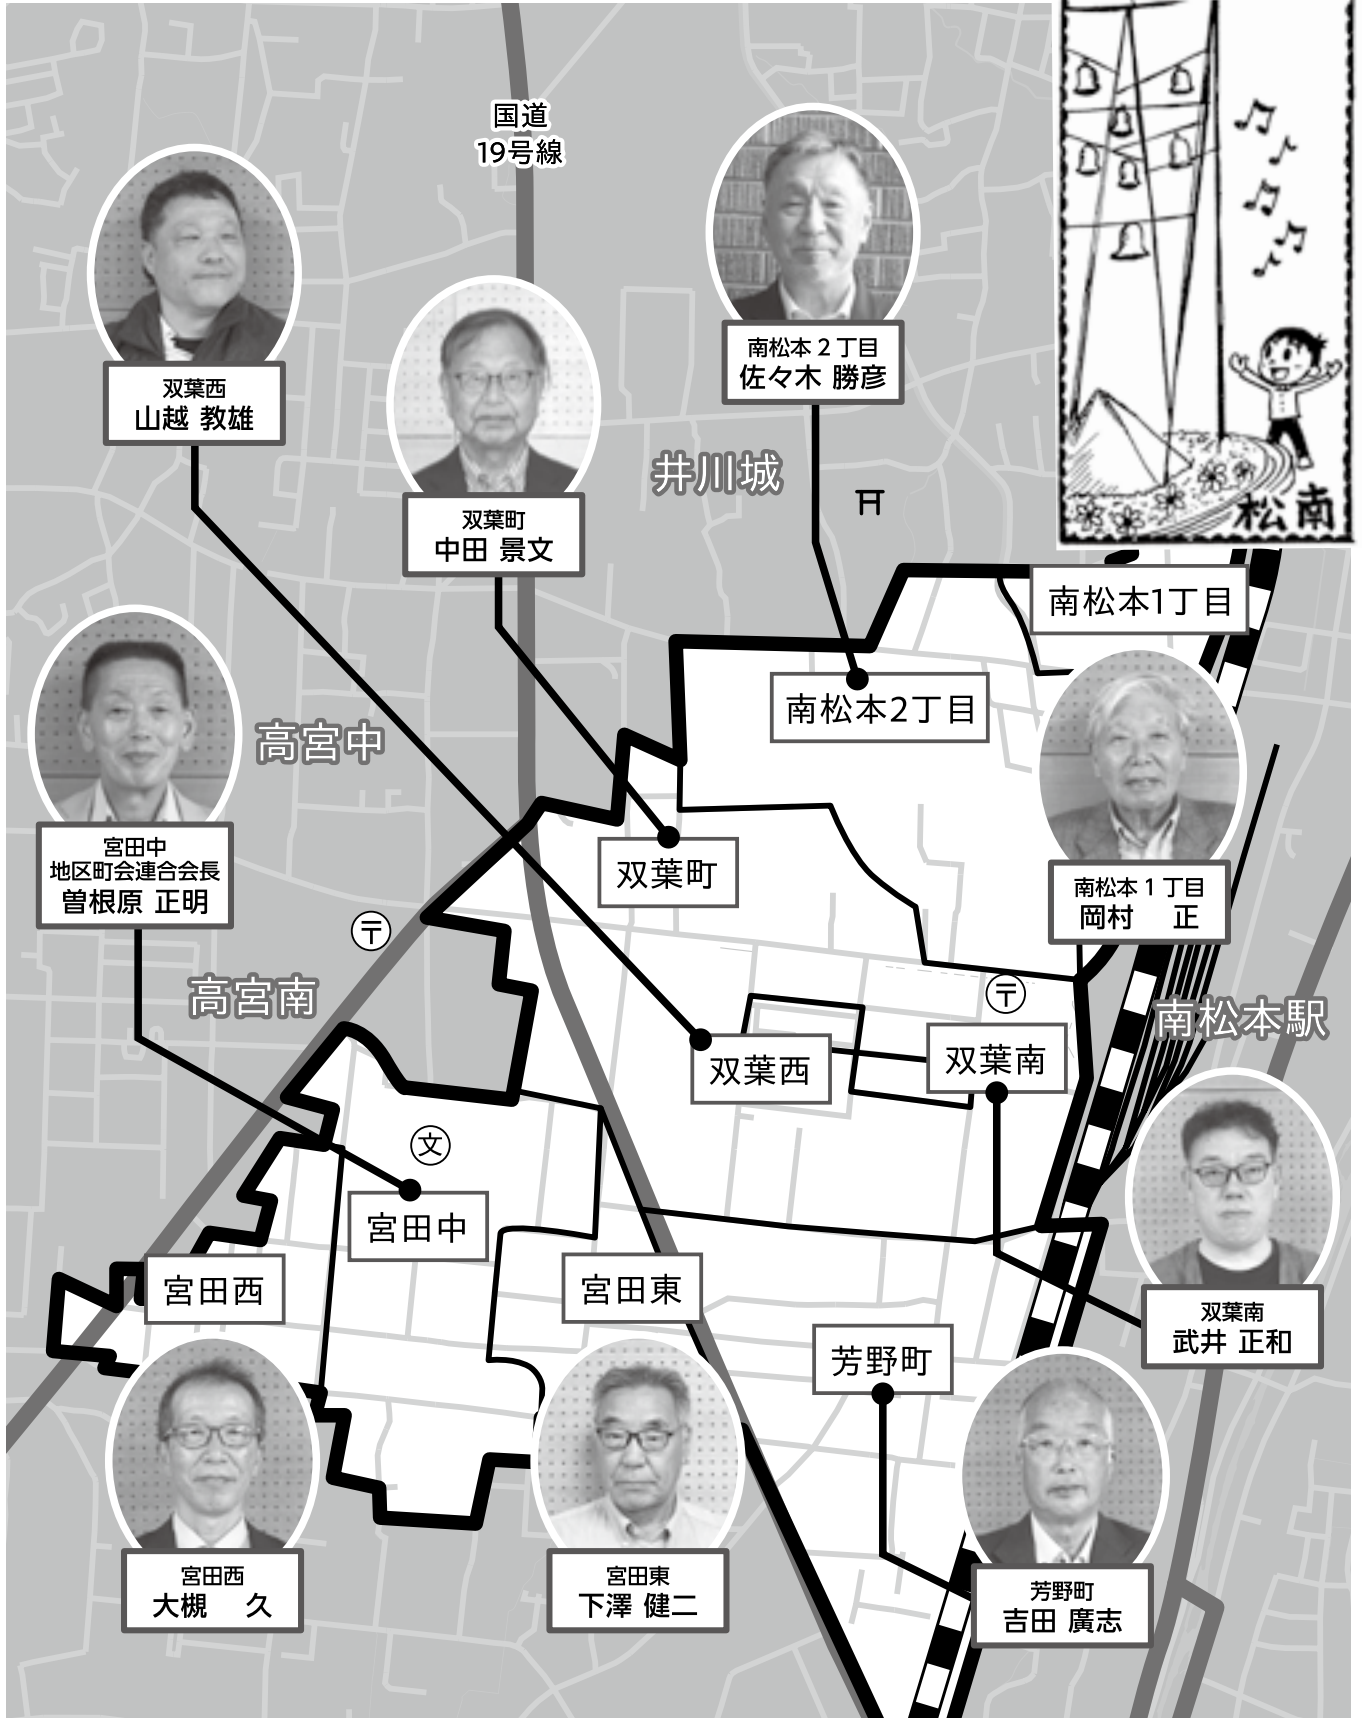 国道
19号線
双葉西
山越 教雄
双葉町
中田 景文
南松本2丁目
佐々木 勝彦
松南
井川城
南松本1丁目
南松本2丁目
宮田中
地区町会連合会長
曽根原 正明
高宮中
双葉町
南松本1丁目
岡村 正
〒
高宮南
〒
南松本駅
双葉西
双葉南
文
宮田中
宮田西
宮田東
双葉南
武井 正和
芳野町
宮田西
大槻 久
宮田東
下澤 健二
芳野町
吉田 廣志